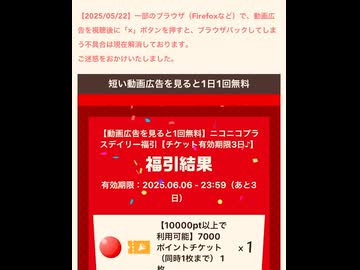 【2025/05/22】一部のブラウザ（Firefoxなど）で、動画広
告を視聴後に「×」ボタンを押すと、ブラウザバックしてしま
う不具合は現在解消しております。
ご迷惑をおかけいたしました。
短い動画広告を見ると1日1回無料
【動画広告を見ると1回無料】ニコニコプラ
スデイリー福引【チケット有効期限3日♪】
福引結果
有効期限：2025.06.06 - 23:59（あと3
日）
【10000pt以上で
利用可能】7000
ポイントチケット
（同時1枚まで） 1
枚
x 1